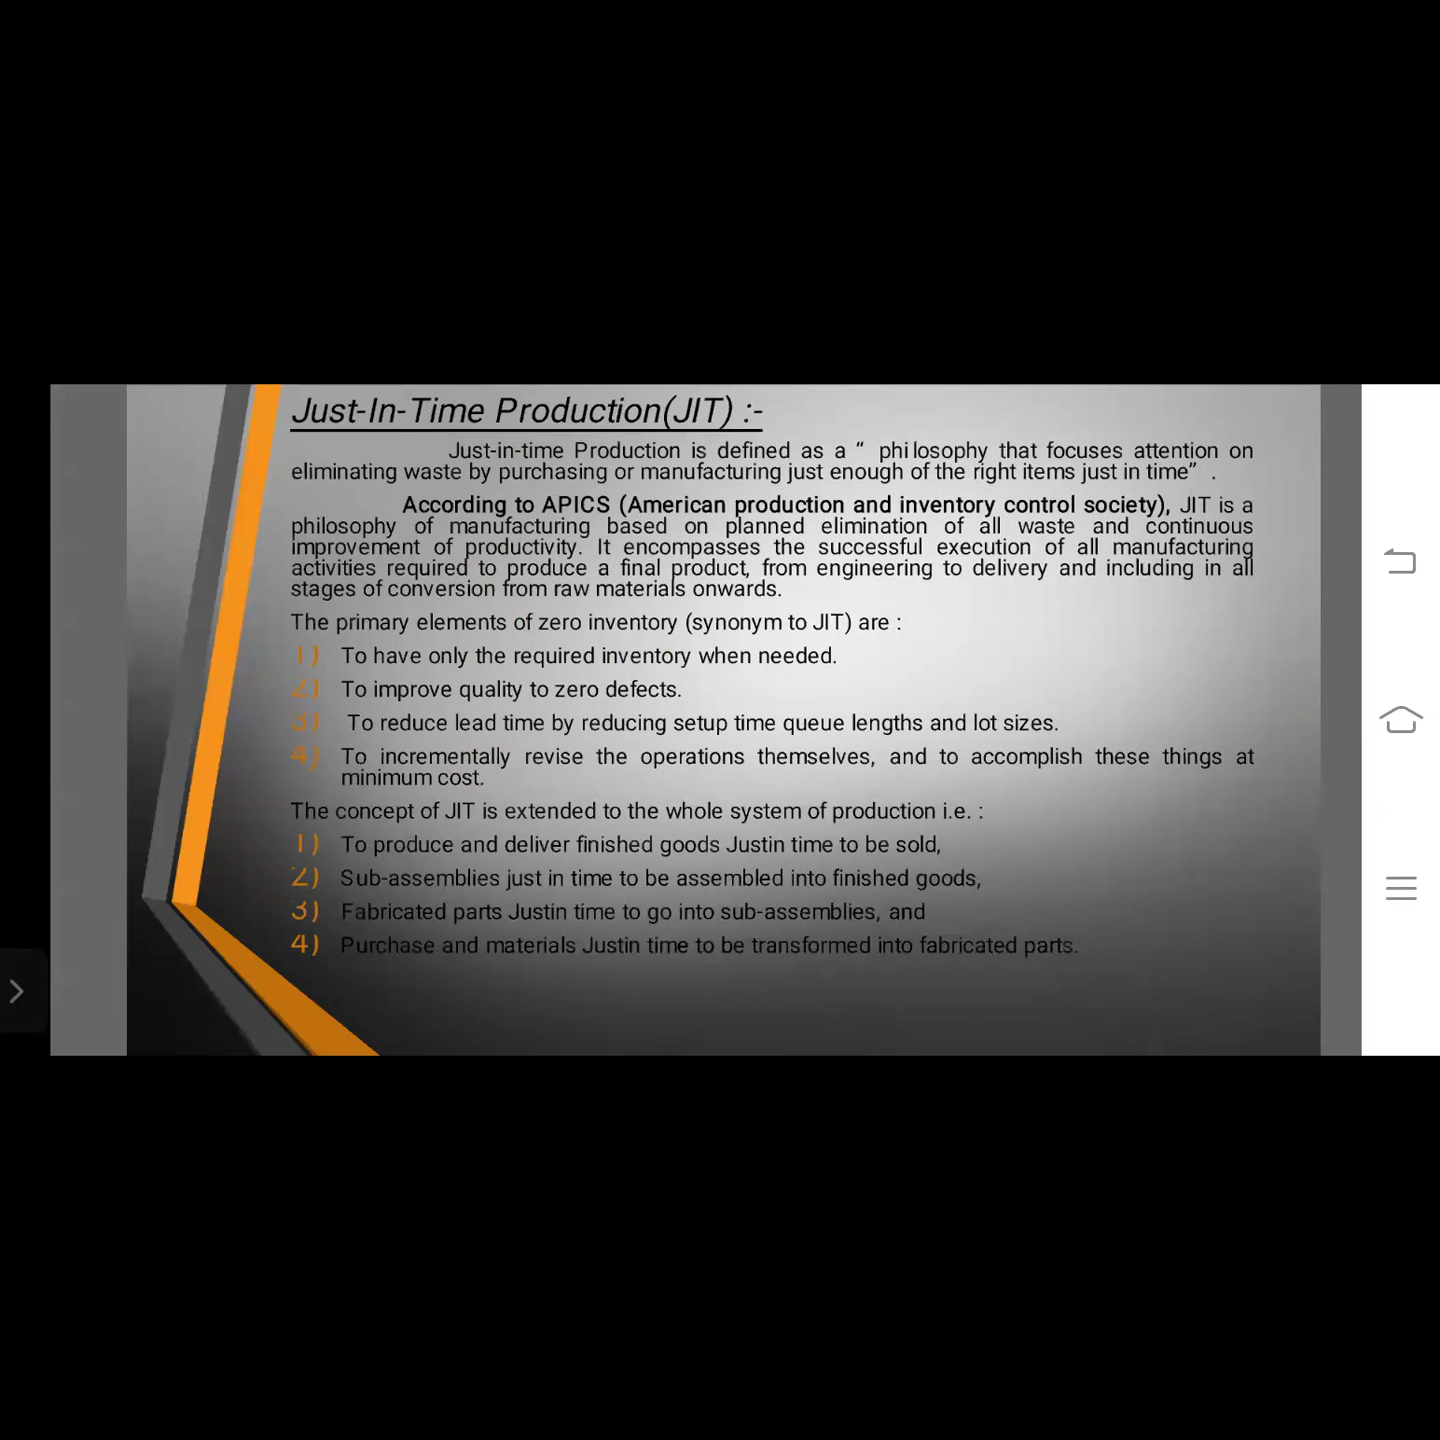 Just-In-Time Production(JIT) :-
Just-in-time Production is defined as a “ philosophy that focuses attention on
eliminating waste by purchasing or manufacturing just enough of the right items just in time” .
According to APICS (American production and inventory control society), JIT is a
philosophy of manufacturing based on planned elimination of all waste and continuous
improvement of productivity. It encompasses the successful execution of all manufacturing
activities required to produce a final product, from engineering to delivery and including in all
stages of conversion from raw materials onwards.
The primary elements of zero inventory (synonym to JIT) are :
1) To have only the required inventory when needed.
2) To improve quality to zero defects.
3) To reduce lead time by reducing setup time queue lengths and lot sizes.
4) To incrementally revise the operations themselves, and to accomplish these things at
minimum cost.
The concept of JIT is extended to the whole system of production i.e. :
1) To produce and deliver finished goods Justin time to be sold,
2) Sub-assemblies just in time to be assembled into finished goods,
3) Fabricated parts Justin time to go into sub-assemblies, and
4) Purchase and materials Justin time to be transformed into fabricated parts.